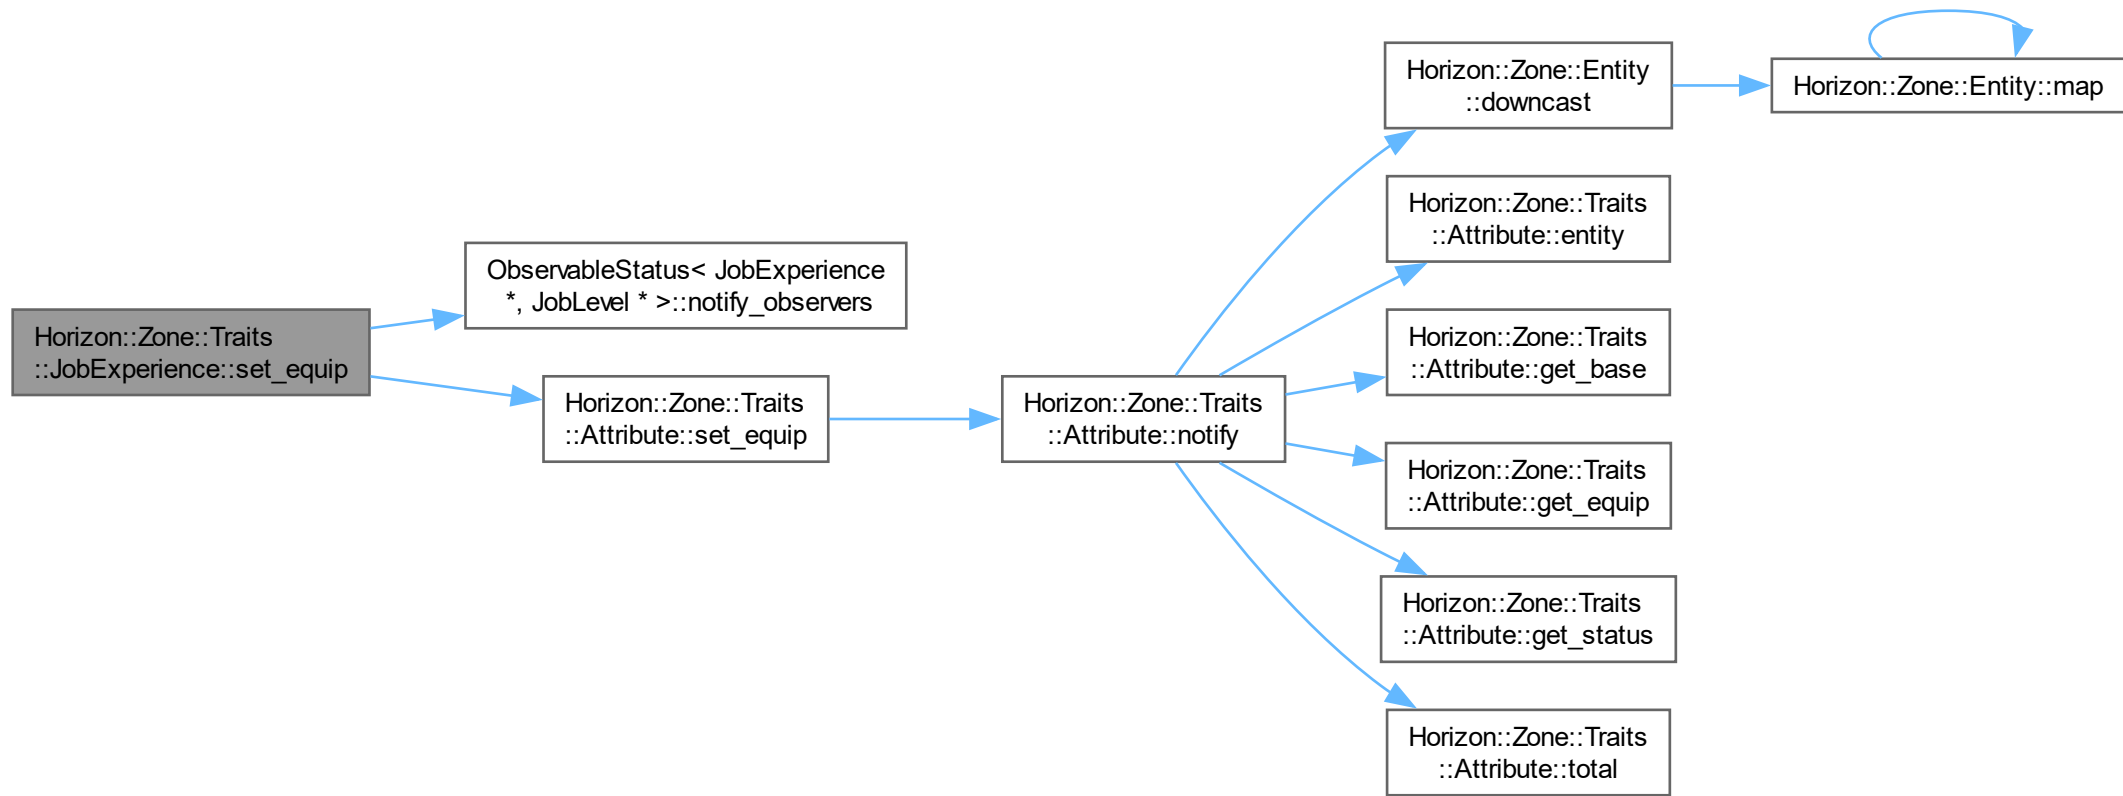 Horizon::Zone::Traits
::JobExperience::set_equip
ObservableStatus< JobExperience
*, JobLevel * >::notify_observers
Horizon::Zone::Traits
::Attribute::set_equip
Horizon::Zone::Traits
::Attribute::notify
Horizon::Zone::Entity
::downcast
Horizon::Zone::Entity::map
Horizon::Zone::Traits
::Attribute::entity
Horizon::Zone::Traits
::Attribute::get_base
Horizon::Zone::Traits
::Attribute::get_equip
Horizon::Zone::Traits
::Attribute::get_status
Horizon::Zone::Traits
::Attribute::total